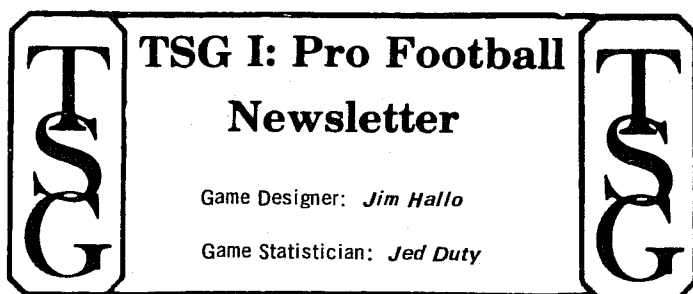 TSG
TSG I: Pro Football
Newsletter
Game Designer: Jim Hallo
Game Statistician: Jed Duty
TSG